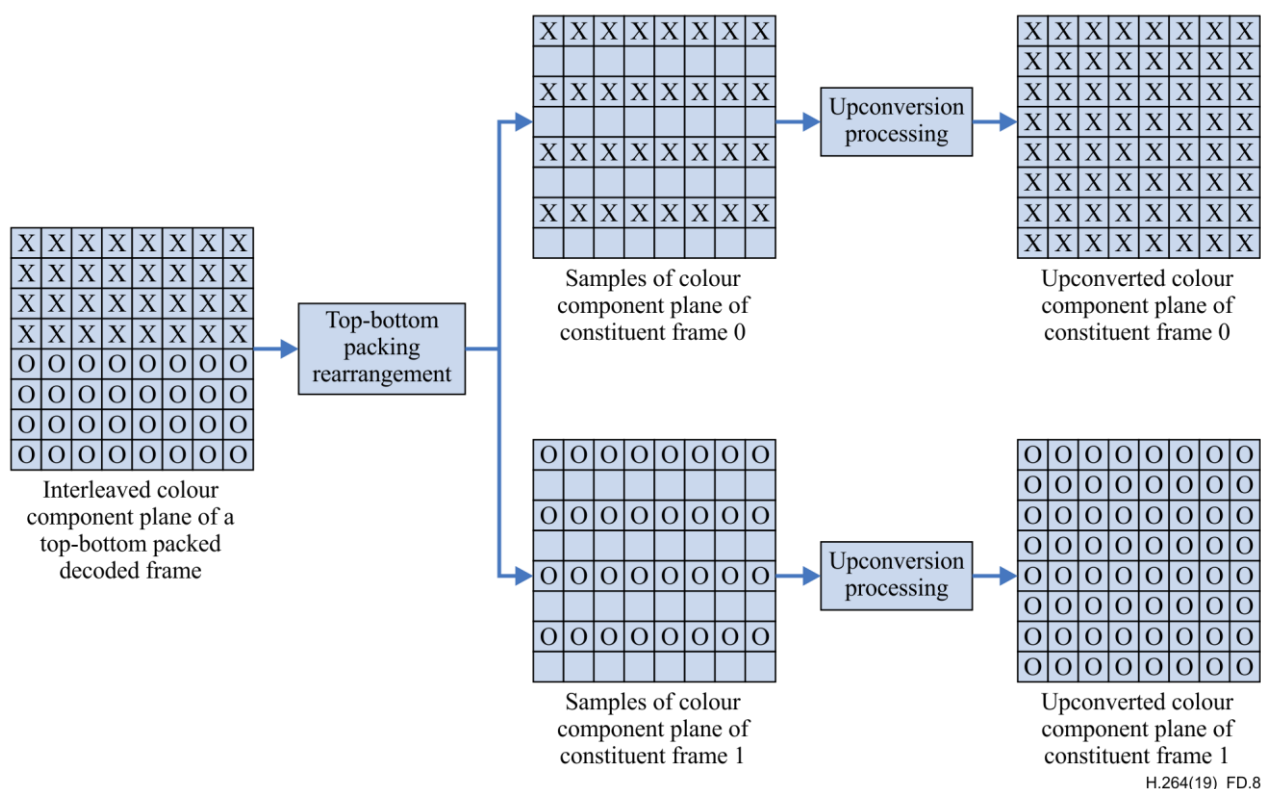 X X X X X X X X
X X X X X X X X
X X X X X X X X
X X X X X X X X
O O O O O O O O
O O O O O O O O
O O O O O O O O
O O O O O O O O
Interleaved colour
component plane of a
top-bottom packed
decoded frame
Top-bottom
packing
rearrangement
X X X X X X X X
X X X X X X X X
X X X X X X X X
X X X X X X X X
Samples of colour
component plane of
constituent frame 0
Upconversion
processing
X X X X X X X X
X X X X X X X X
X X X X X X X X
X X X X X X X X
X X X X X X X X
X X X X X X X X
X X X X X X X X
X X X X X X X X
Upconverted colour
component plane of
constituent frame 0
O O O O O O O O
O O O O O O O O
O O O O O O O O
O O O O O O O O
Samples of colour
component plane of
constituent frame 1
Upconversion
processing
O O O O O O O O
O O O O O O O O
O O O O O O O O
O O O O O O O O
O O O O O O O O
O O O O O O O O
O O O O O O O O
O O O O O O O O
Upconverted colour
component plane of
constituent frame 1
H.264(19)_FD.8